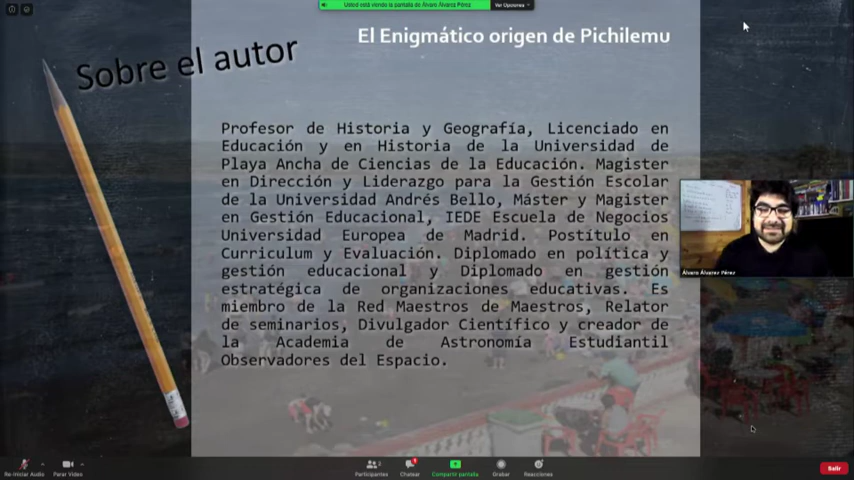 Usted está viendo la pantalla de Álvaro Álvarez Pérez
Ver Opciones
El Enigmático origen de Pichilemu
Sobre el autor
Profesor de Historia y Geografía, Licenciado en
Educación y en Historia de la Universidad de
Playa Ancha de Ciencias de la Educación. Magister
en Dirección y Liderazgo para la Gestión Escolar
de la Universidad Andrés Bello, Máster y Magister
en Gestión Educacional, IEDE Escuela de Negocios
Universidad Europea de Madrid. Postítulo en
Curriculum y Evaluación. Diplomado en política y
gestión educacional y Diplomado en gestión
estratégica de organizaciones educativas. Es
miembro de la Red Maestros de Maestros, Relator
de seminarios, Divulgador Científico y creador de
la Academia de Astronomía Estudiantil
Observadores del Espacio.
Álvaro Álvarez Pérez
Re-iniciar Audio
Parar Video
Participantes
2
Chatear
1
Compartir pantalla
Grabar
Reacciones
Salir